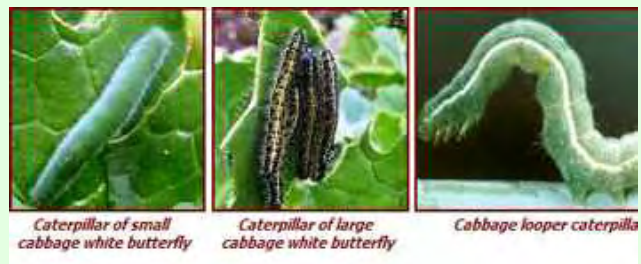 Caterpillar of small
cabbage white butterfly
Caterpillar of large
cabbage white butterfly
Cabbage looper caterpilla